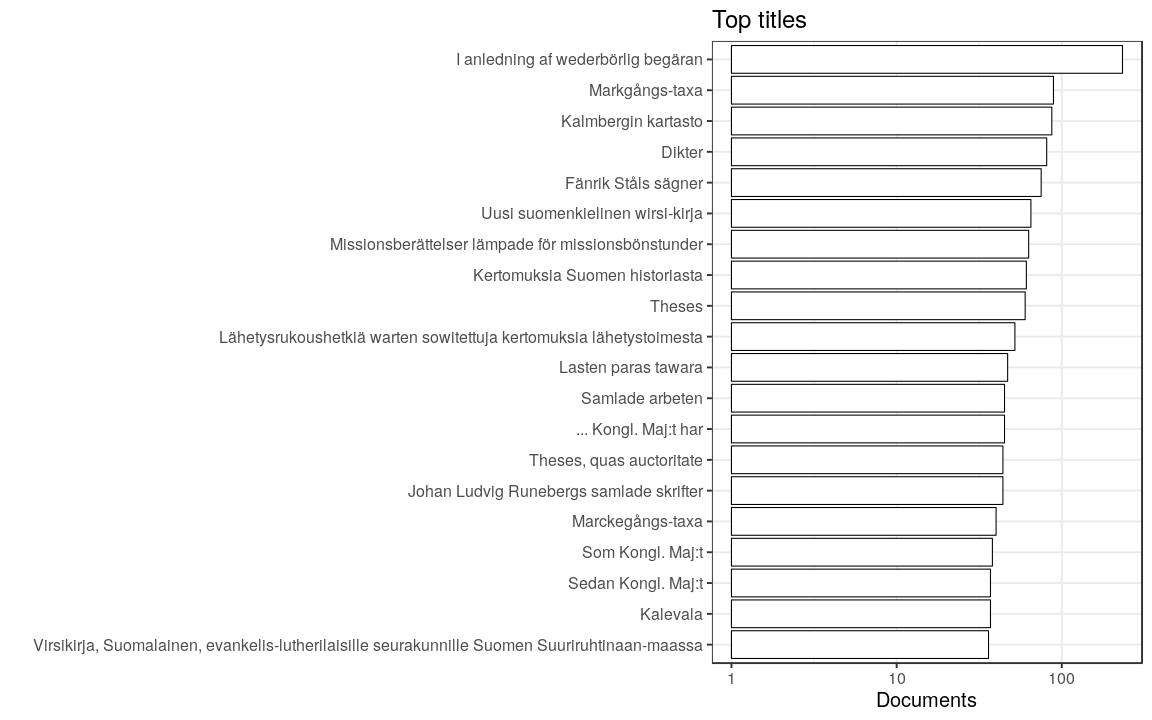 Top titles
I anledning af wederbörlig begäran
Markgångs-taxa
Kalmbergin kartasto
Dikter
Fänrik Ståls sägner
Uusi suomenkielinen wirsi-kirja
Missionsberättelser lämpade för missionsbönstunder
Kertomuksia Suomen historiasta
Theses
Lähetysrukoushetkiä warten sowitettuja kertomuksia lähetystoimesta
Lasten paras tawara
Samlade arbeten
... Kongl. Maj:t har
Theses, quas auctoritate
Johan Ludvig Runebergs samlade skrifter
Marckegångs-taxa
Som Kongl. Maj:t
Sedan Kongl. Maj:t
Kalevala
Virsikirja, Suomalainen, evankelis-lutherilaisille seurakunnille Suomen Suuriruhtinaan-maassa
1 10 100
Documents